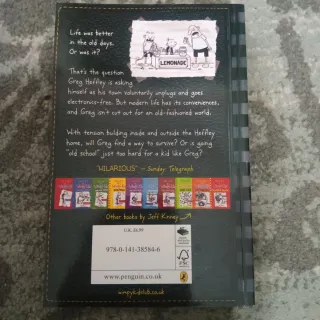 Life was better
in the old days.
Or was it?
LEMONADE
That's the question
Greg Heffley is asking
himself as his town voluntarily unplugs and goes
electronics-free. But modern life has its conveniences,
and Greg isn't cut out for an old-fashioned world.
With tension building inside and outside the Heffley
home, will Greg find a way to survive? Or is going
'old school' just too hard for a kid like Greg?
'HILARIOUS' – Sunday Telegraph
Other books by Jeff Kinney
978-0-141-38584-6
www.penguin.co.uk
FSC
wimpykidclub.co.uk